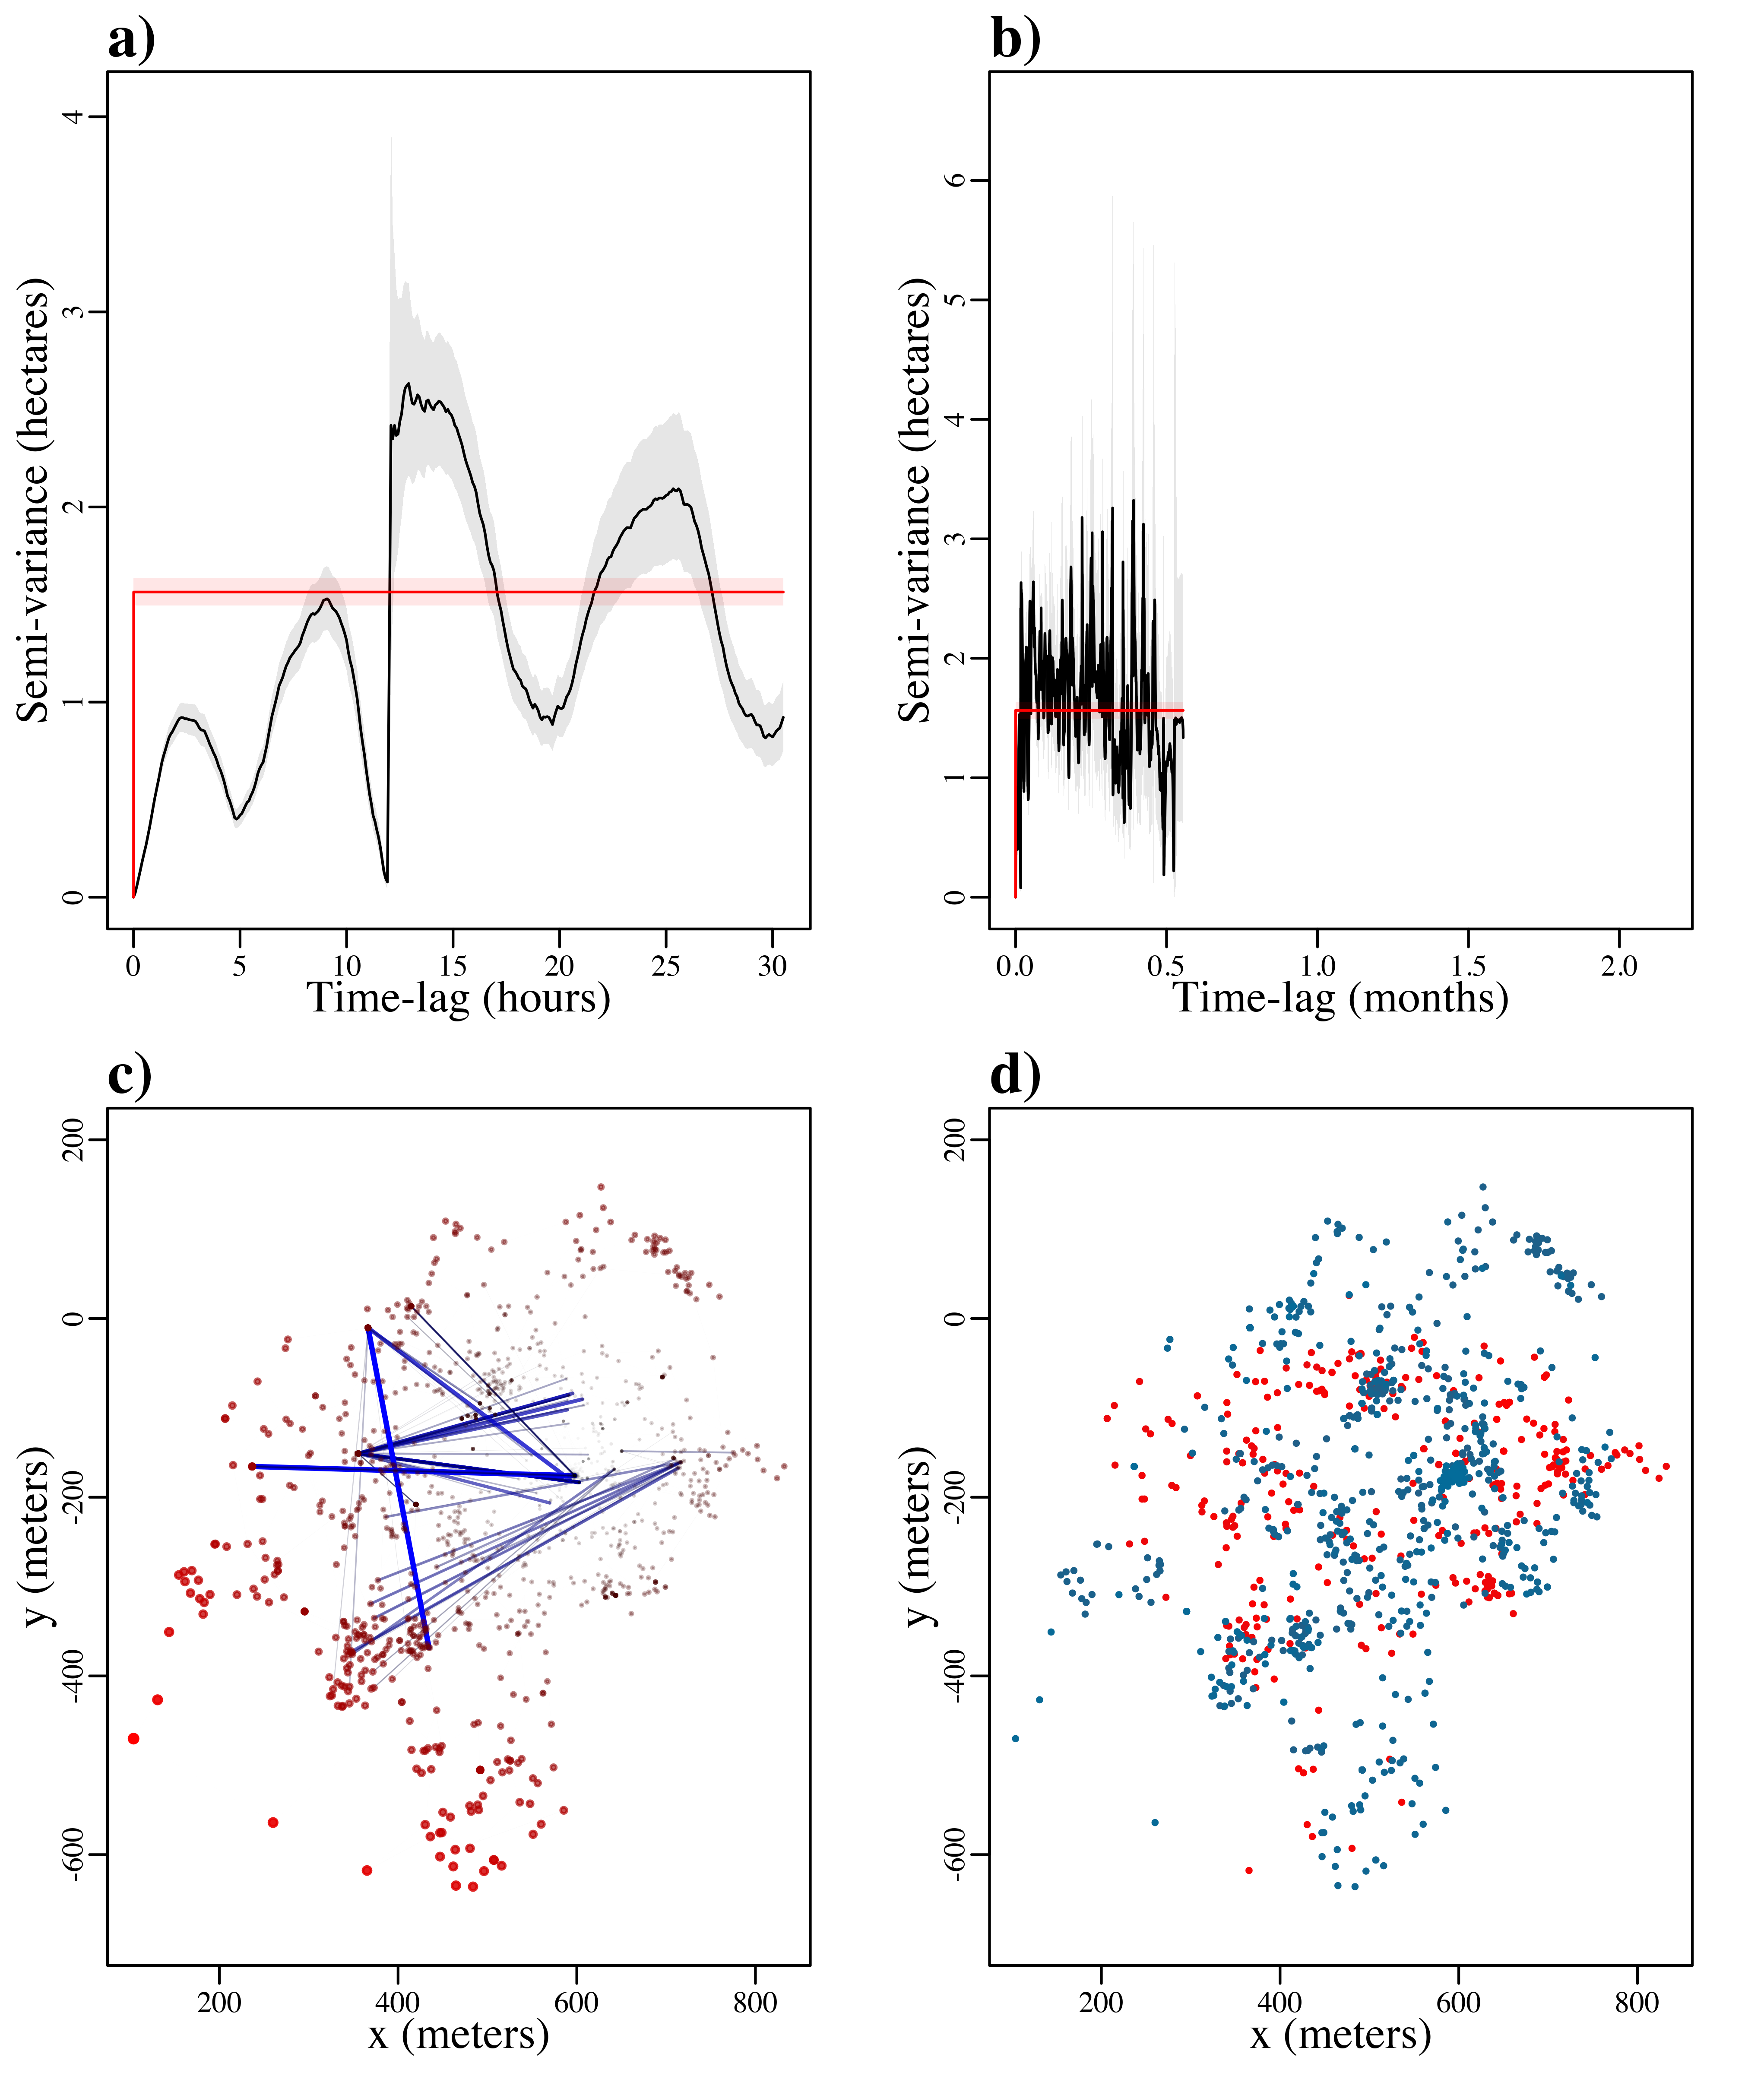 a)
Semi-variance (hectares)
4
3
2
1
0
0 5 10 15 20 25 30
Time-lag (hours)
b)
Semi-variance (hectares)
6
5
4
3
2
1
0
0.0 0.5 1.0 1.5 2.0
Time-lag (months)
c)
y (meters)
200
0
-200
-400
-600
200 400 600 800
x (meters)
d)
y (meters)
200
0
-200
-400
-600
200 400 600 800
x (meters)